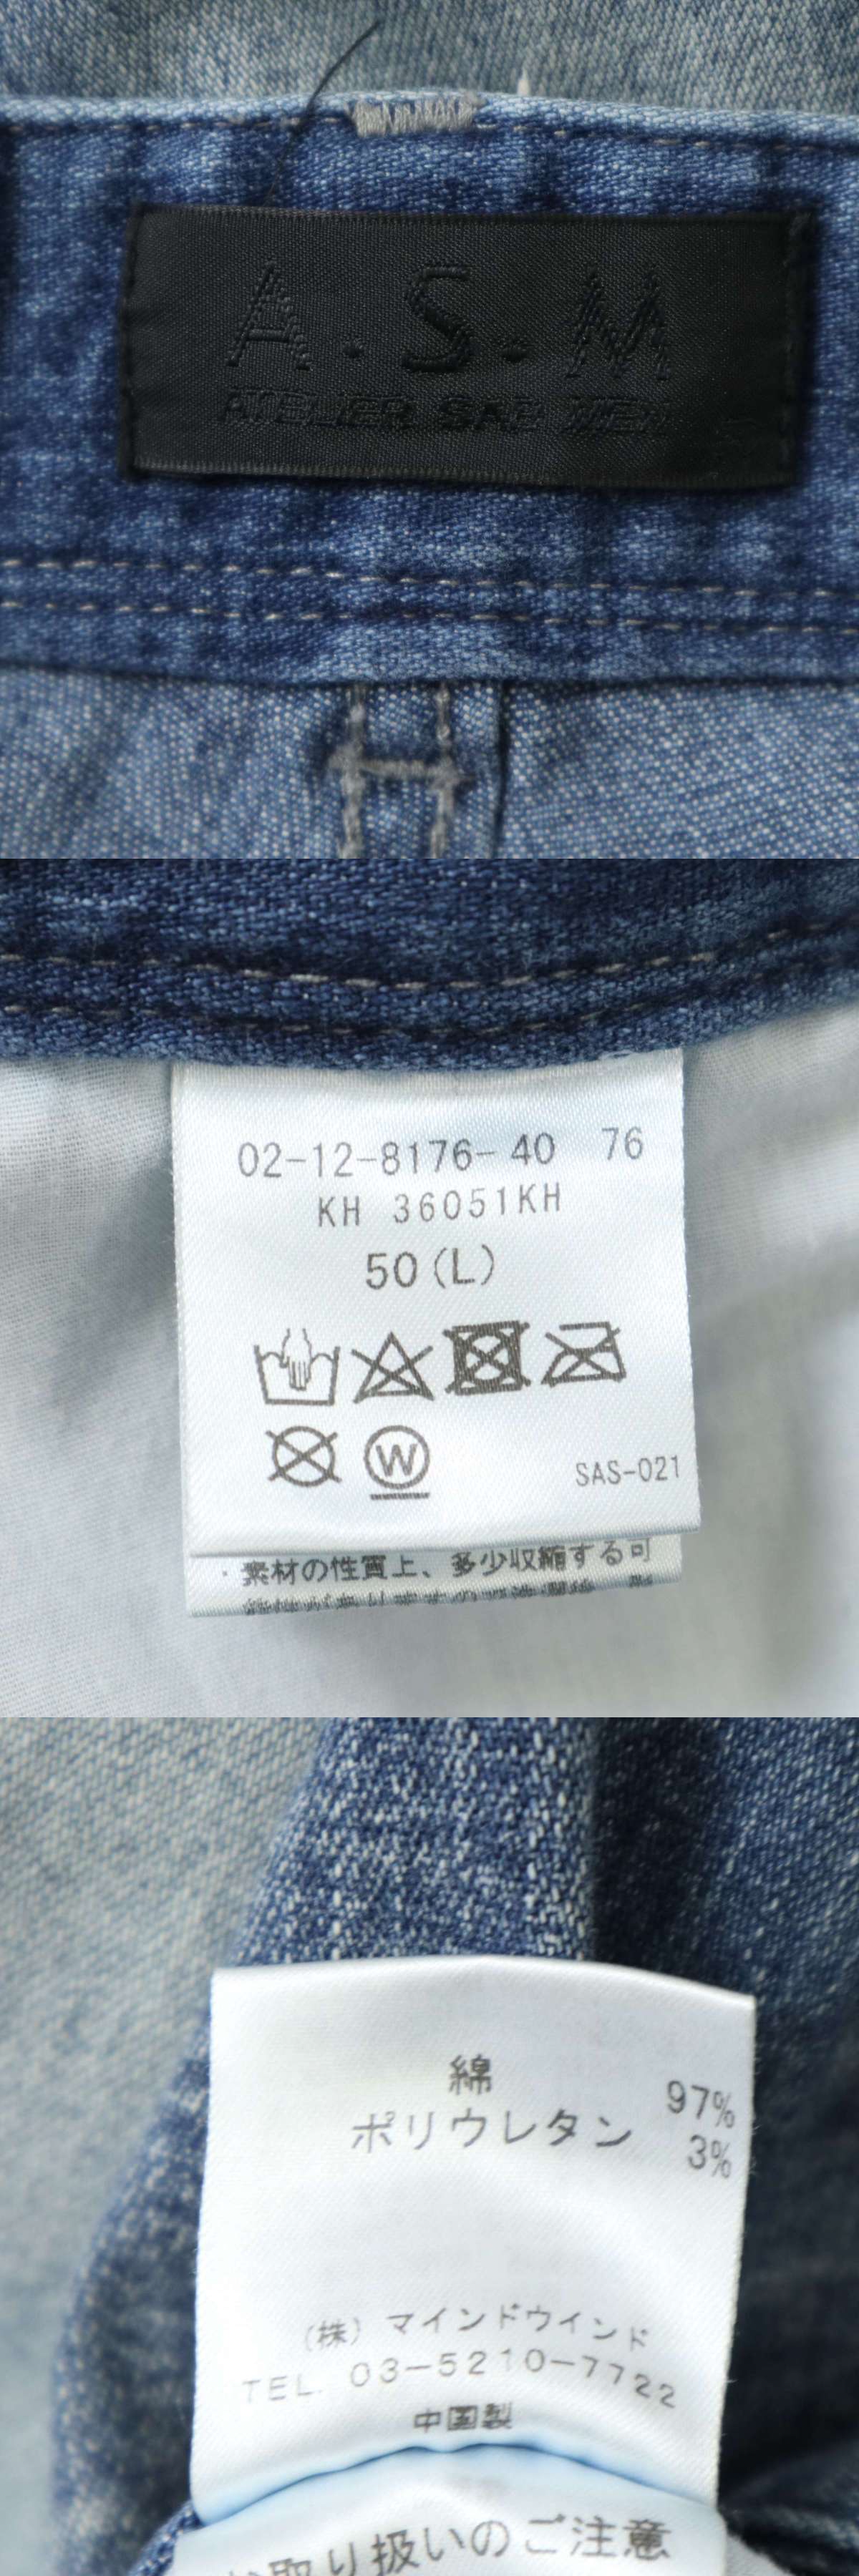 A・S・M
ATELIER SAB MEN
02-12-8176-40 76
KH 36051KH
50(L)
W
SAS-021
・素材の性質上、多少収縮する可
綿 97%
ポリウレタン 3%
(株)マインドウインド
TEL. 03-5210-7722
中国製
お取り扱いのご注意